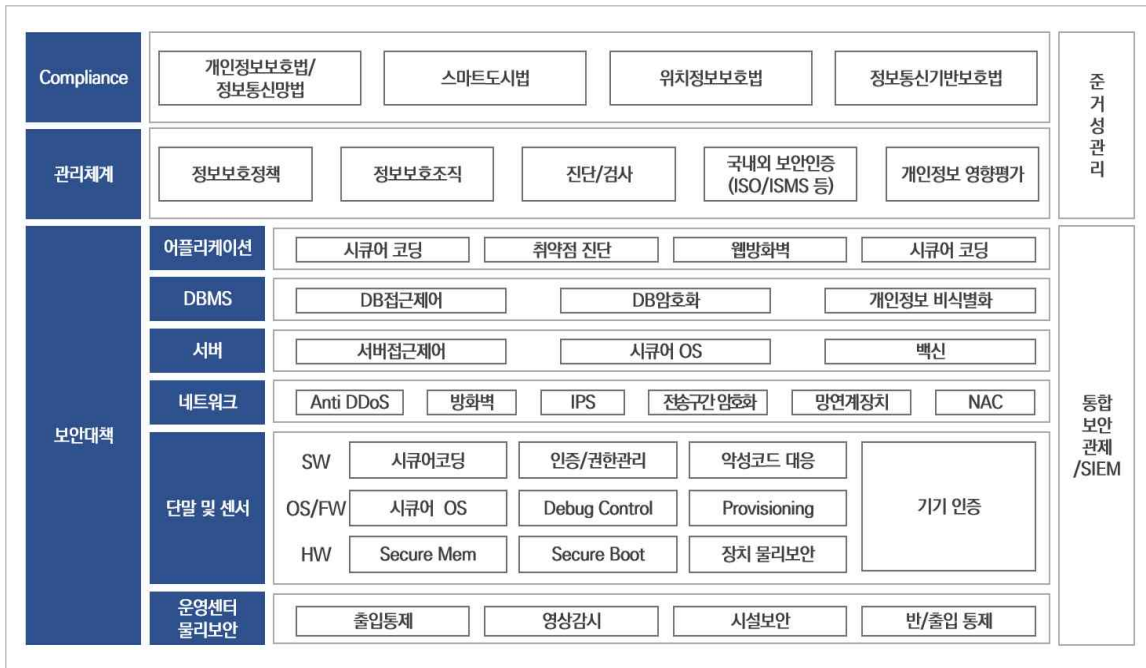 Compliance
개인정보보호법/
정보통신망법
스마트도시법
위치정보보호법
정보통신기반보호법
준
거
성
관
리
관리체계
정보보호정책
정보보호조직
진단/검사
국내외 보안인증
(ISO/ISMS 등)
개인정보 영향평가
보안대책
어플리케이션
시큐어 코딩
취약점 진단
웹방화벽
시큐어 코딩
DBMS
DB접근제어
DB암호화
개인정보 비식별화
서버
서버접근제어
시큐어 OS
백신
네트워크
Anti DDoS
방화벽
IPS
전송구간 암호화
망연계장치
NAC
단말 및 센서
SW
시큐어코딩
인증/권한관리
악성코드 대응
OS/FW
시큐어 OS
Debug Control
Provisioning
HW
Secure Mem
Secure Boot
장치 물리보안
기기 인증
운영센터
물리보안
출입통제
영상감시
시설보안
반/출입 통제
통합
보안
관제
/SIEM